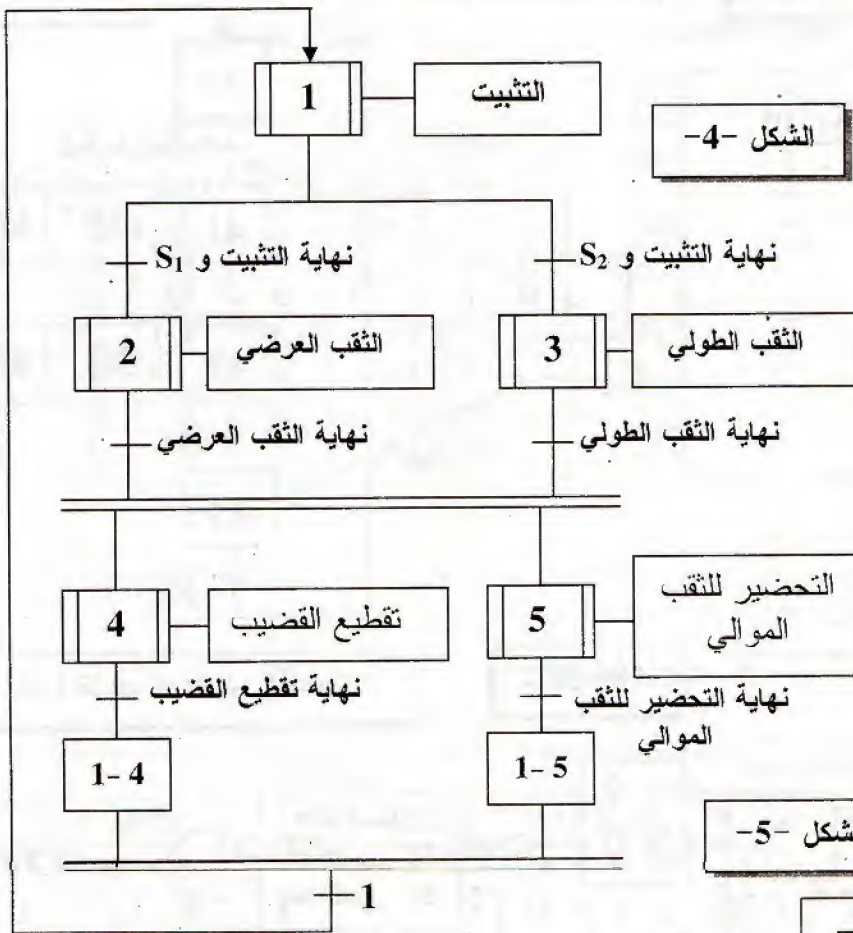 1
التثبيت
الشكل -4-
نهاية التثبيت و S₁
نهاية التثبيت و S₂
2
الثقب العرضي
3
الثقب الطولي
نهاية الثقب العرضي
نهاية الثقب الطولي
4
تقطيع القضيب
5
التحضير للثقب
الموالي
نهاية تقطيع القضيب
نهاية التحضير للثقب
الموالي
1-4
1-5
شكل -5-
1